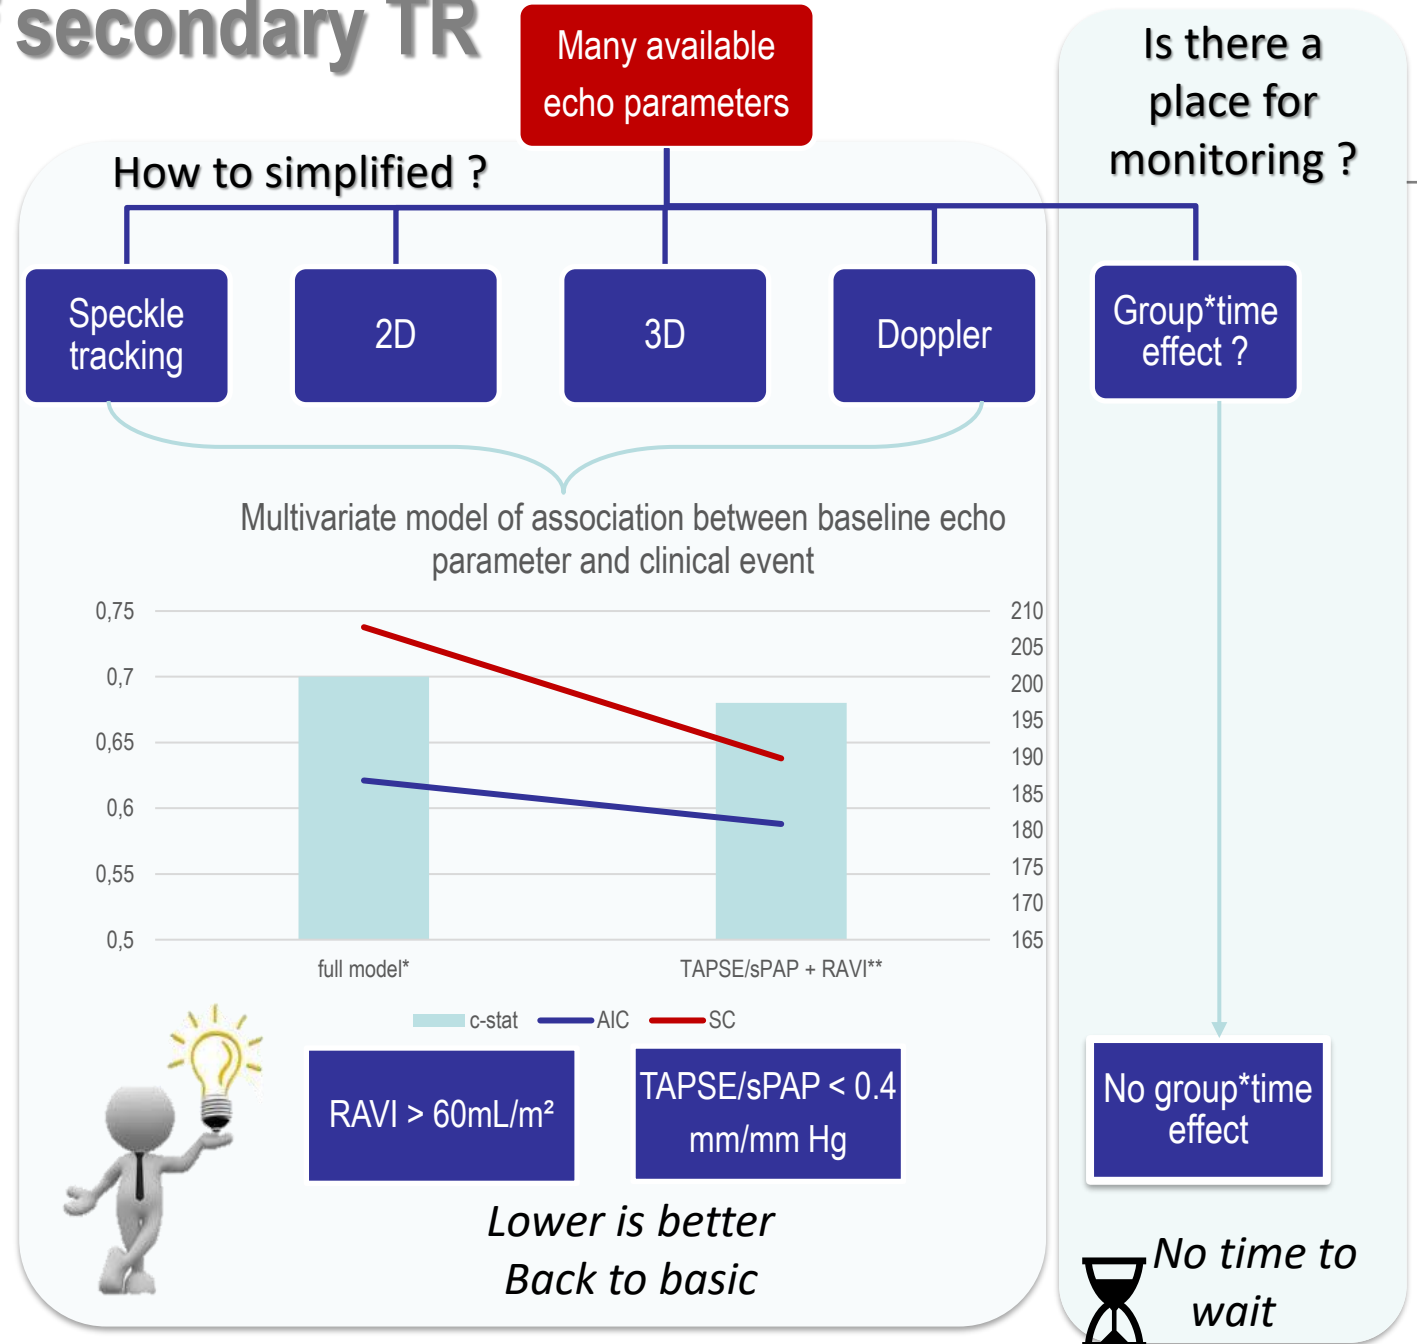 secondary TR
Many available
echo parameters
Is there a
place for
monitoring ?
How to simplified ?
Speckle
tracking
2D
3D
Doppler
Group*time
effect ?
Multivariate model of association between baseline echo
parameter and clinical event
0,75
0,7
0,65
0,6
0,55
0,5
210
205
200
195
190
185
180
175
170
165
full model*
TAPSE/sPAP + RAVI**
c-stat
AIC
SC
RAVI > 60mL/m²
TAPSE/sPAP < 0.4
mm/mm Hg
No group*time
effect
Lower is better
Back to basic
No time to
wait